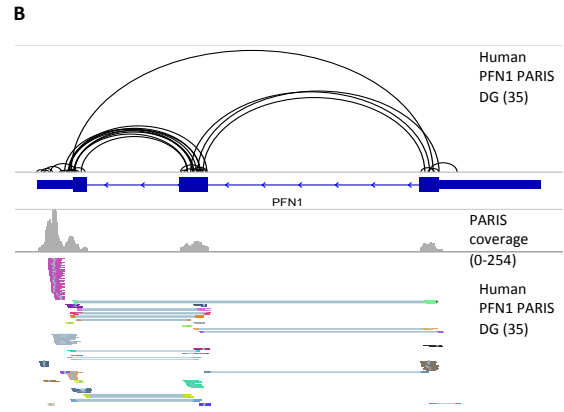 B
Human
PFN1 PARIS
DG (35)
PFN1
PARIS
coverage
(0-254)
Human
PFN1 PARIS
DG (35)